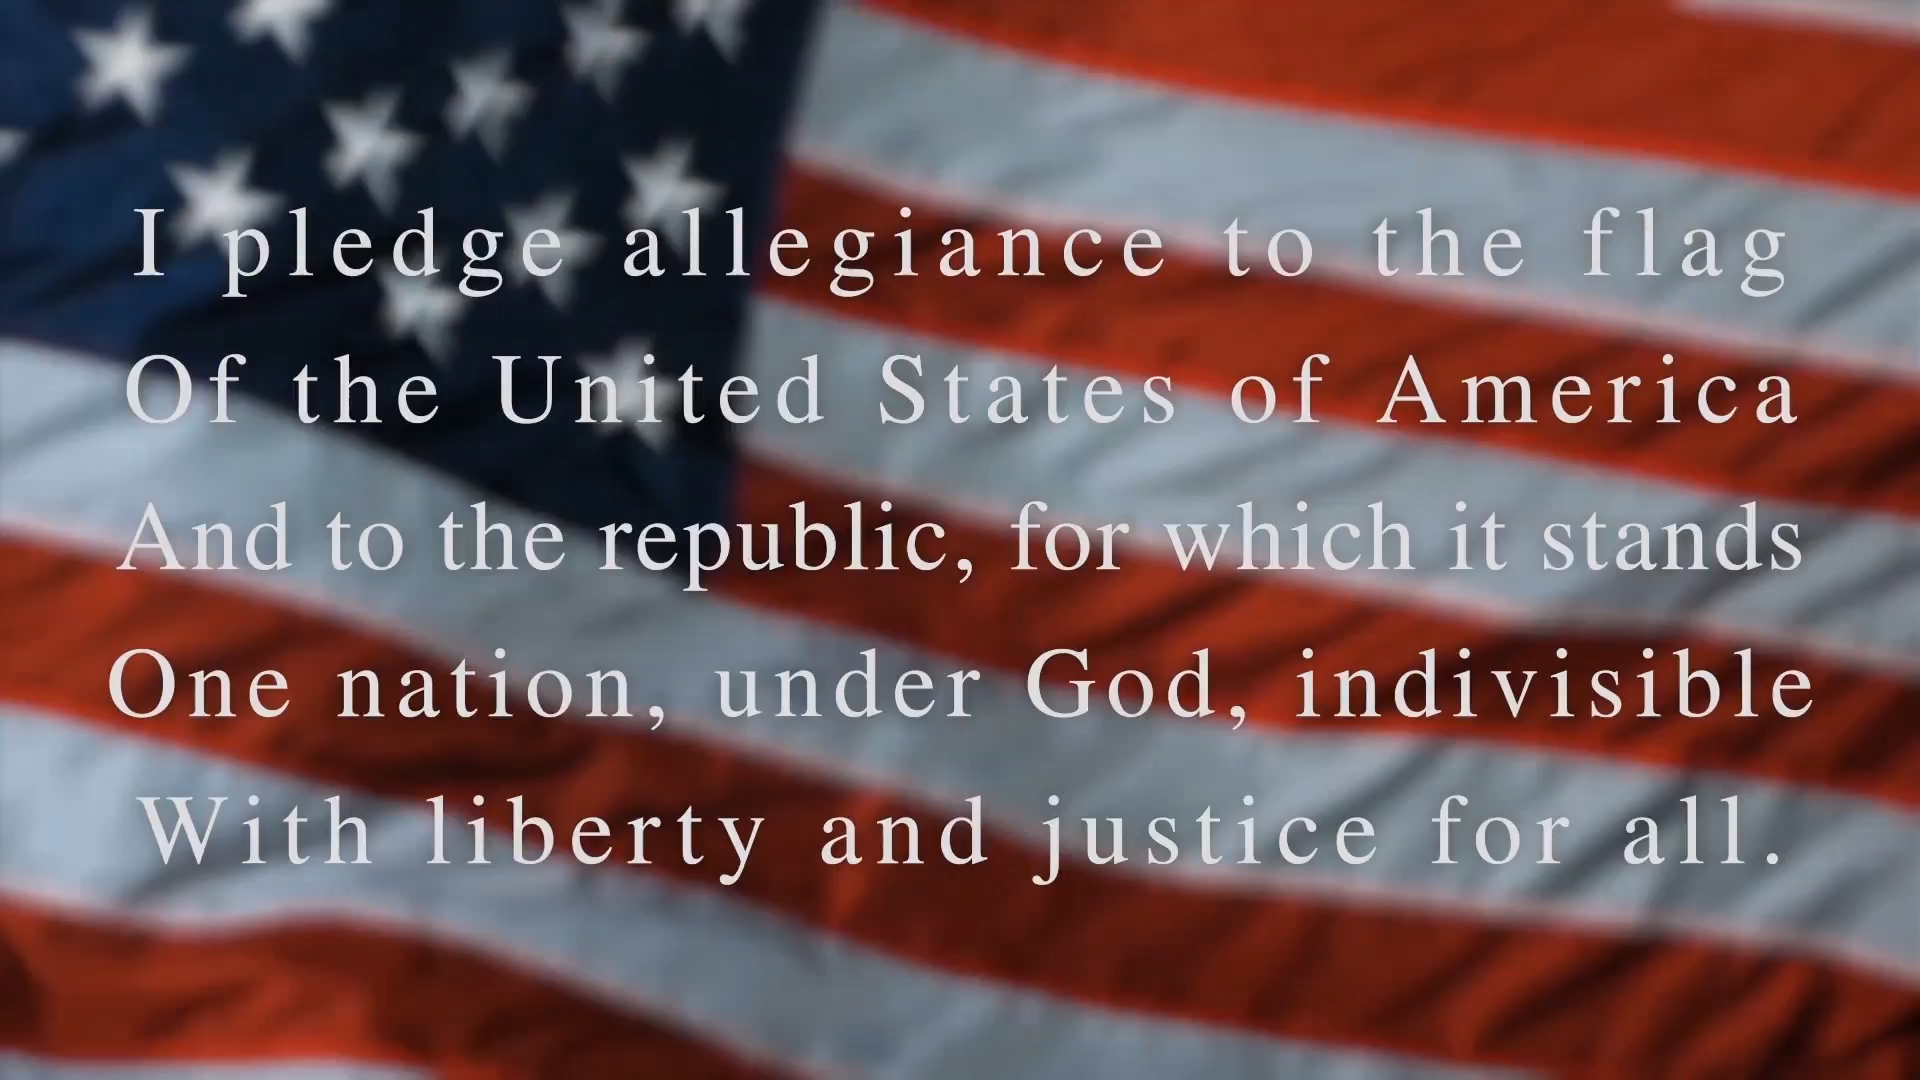 I pledge allegiance to the flag
Of the United States of America
And to the republic, for which it stands
One nation, under God, indivisible
With liberty and justice for all.